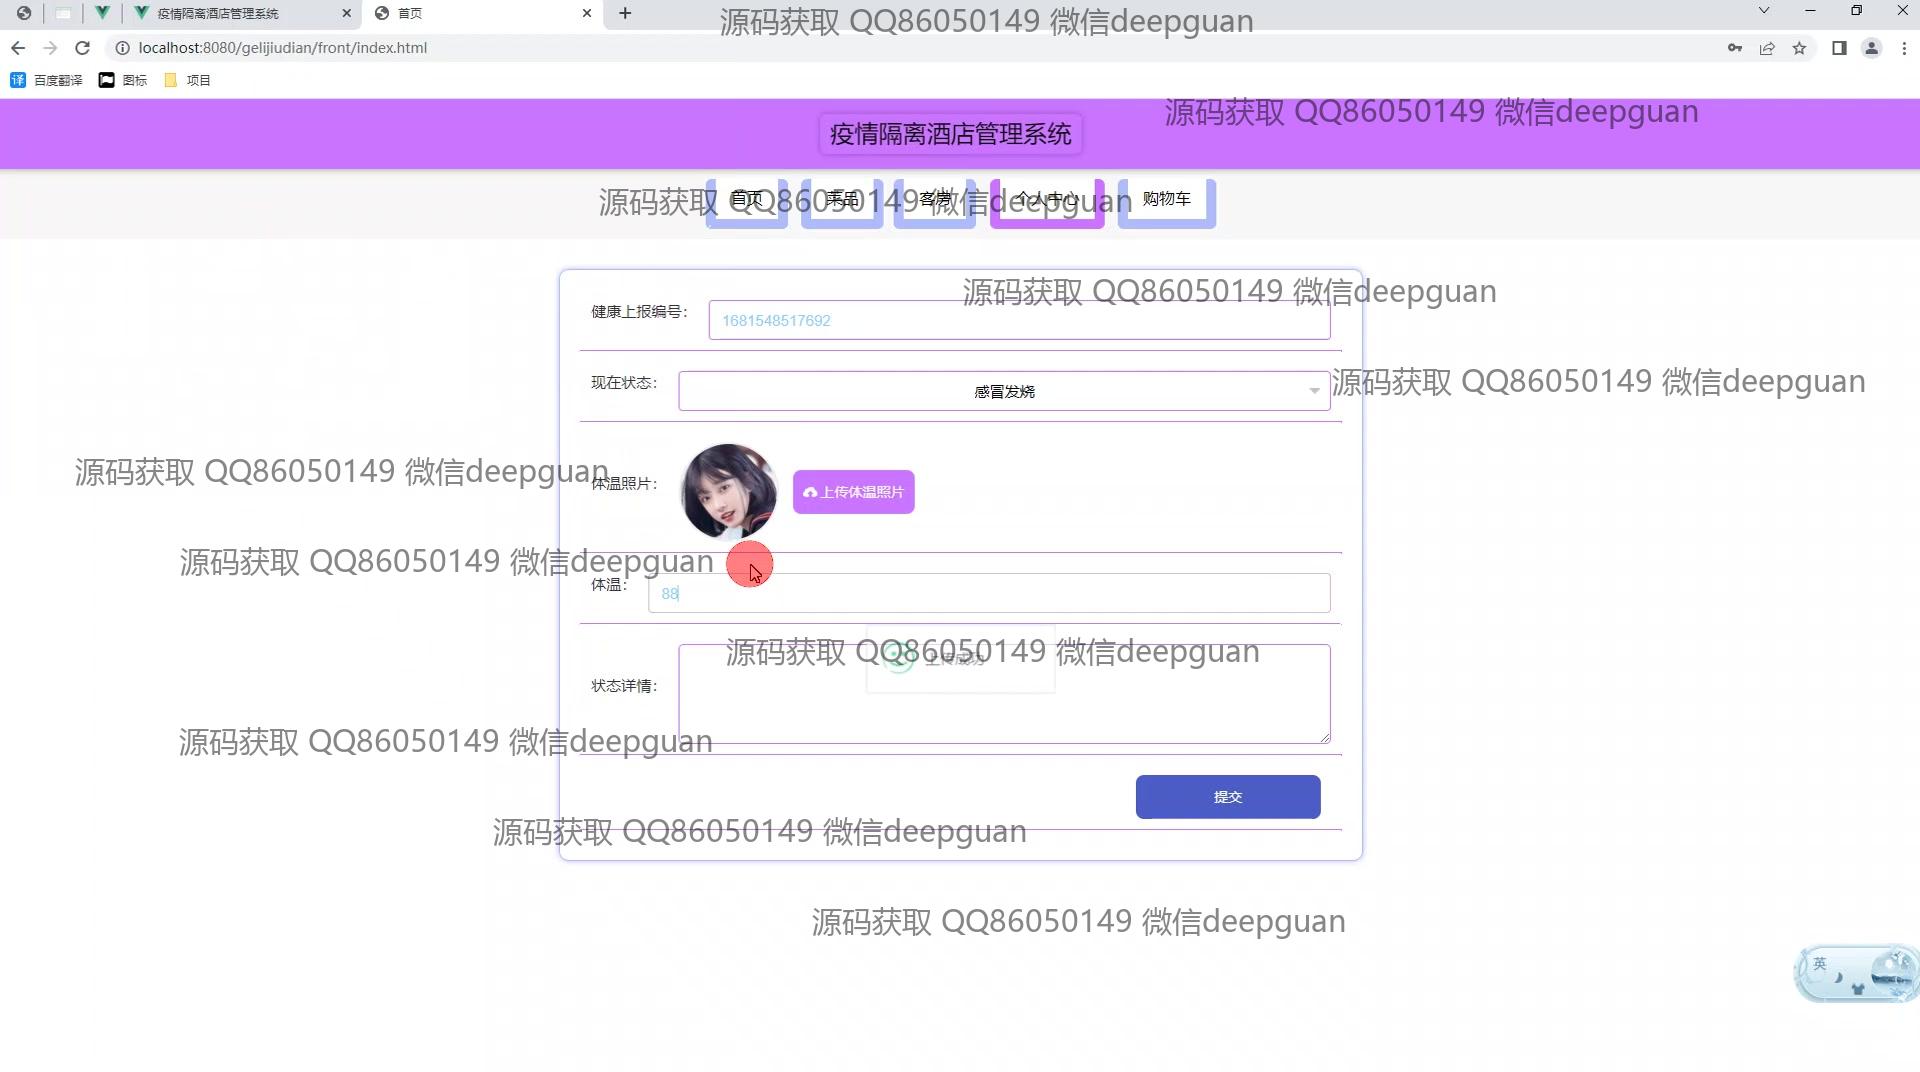 疫情隔离酒店管理系统
首页
源码获取 QQ86050149 微信deepguan
localhost:8080/gelijiudian/front/index.html
百度翻译
图标
项目
源码获取 QQ86050149 微信deepguan
疫情隔离酒店管理系统
源码获取 QQ86050149 微信deepguan
首页
菜品
客房
个人中心
购物车
源码获取 QQ86050149 微信deepguan
健康上报编号：
1681548517692
现在状态：
感冒发烧
源码获取 QQ86050149 微信deepguan
源码获取 QQ86050149 微信deepguan
体温照片：
上传体温照片
源码获取 QQ86050149 微信deepguan
体温：
88
源码获取 QQ86050149 微信deepguan
上传成功
状态详情：
源码获取 QQ86050149 微信deepguan
提交
源码获取 QQ86050149 微信deepguan
源码获取 QQ86050149 微信deepguan
英